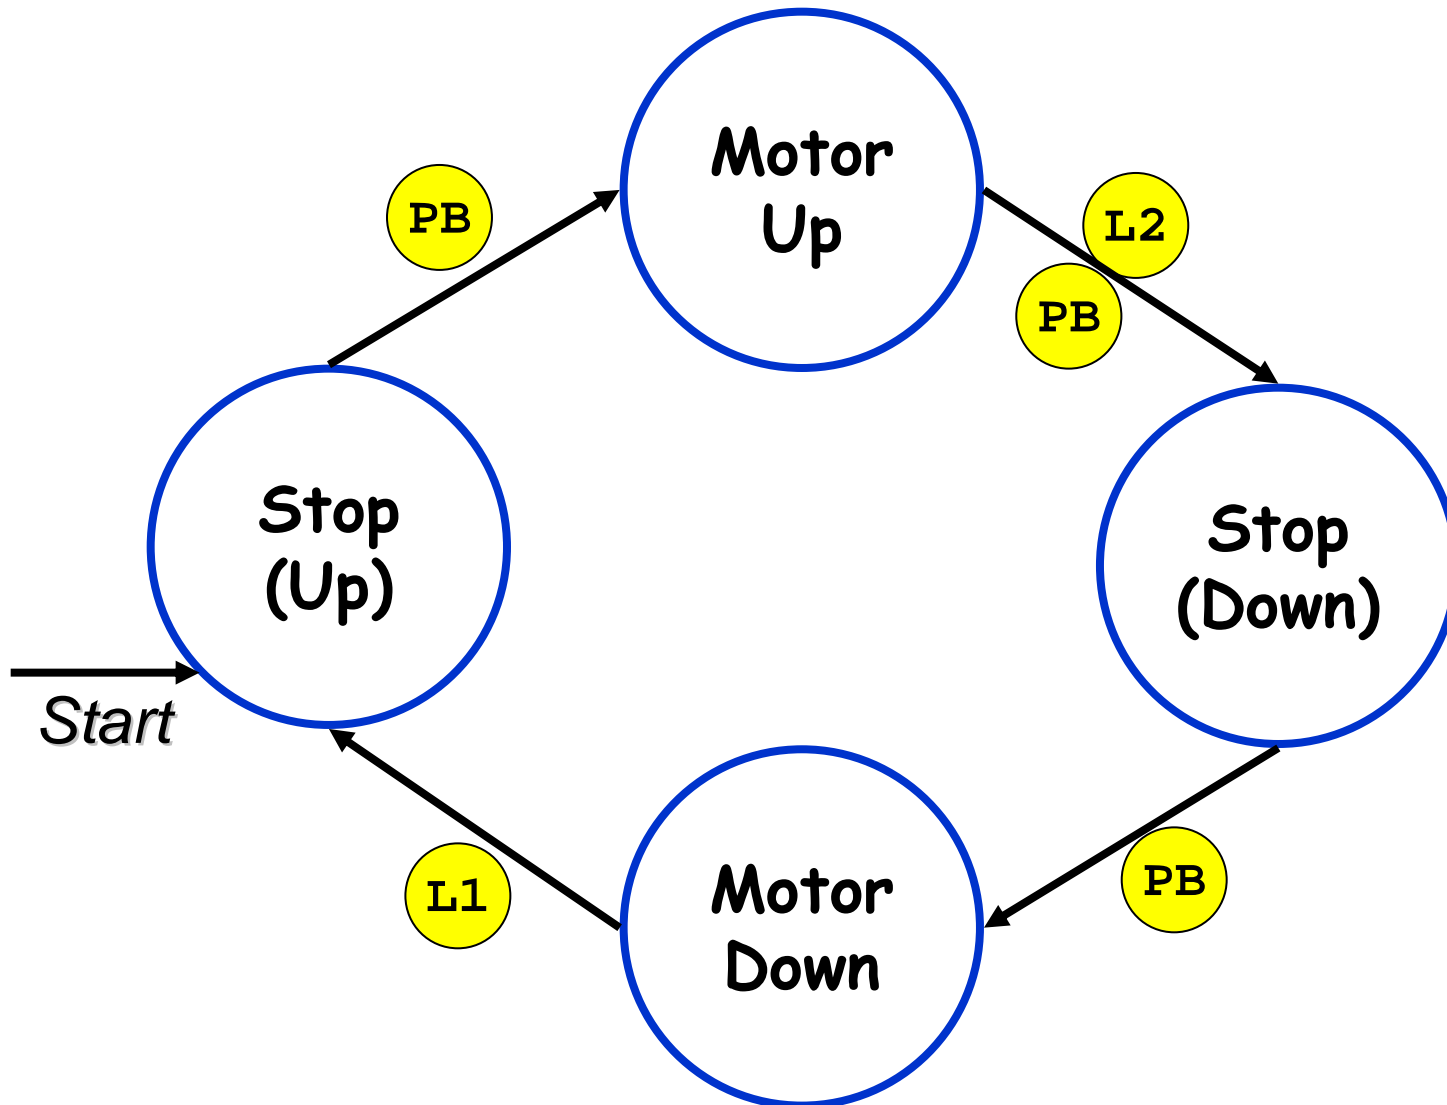 Motor
Up
PB
L2
PB
Stop
(Up)
Stop
(Down)
Start
L1
Motor
Down
PB